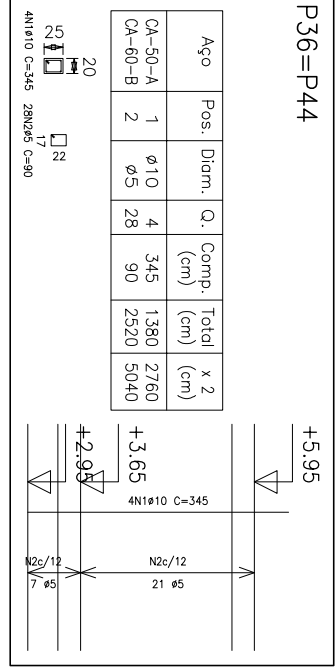 P36=P44
Aço Pos. Diam. Q. Comp. (cm) Total (cm) x 2 (cm)
CA-50-A 1 ø10 4 345 1380 2760
CA-60-B 2 ø5 28 90 2520 5040
20
25
22
17
4N1ø10 C=345
28N2ø5 C=90
+5.95
+3.65
+2.95
4N1ø10 C=345
N2c/12
21 ø5
N2c/12
7 ø5